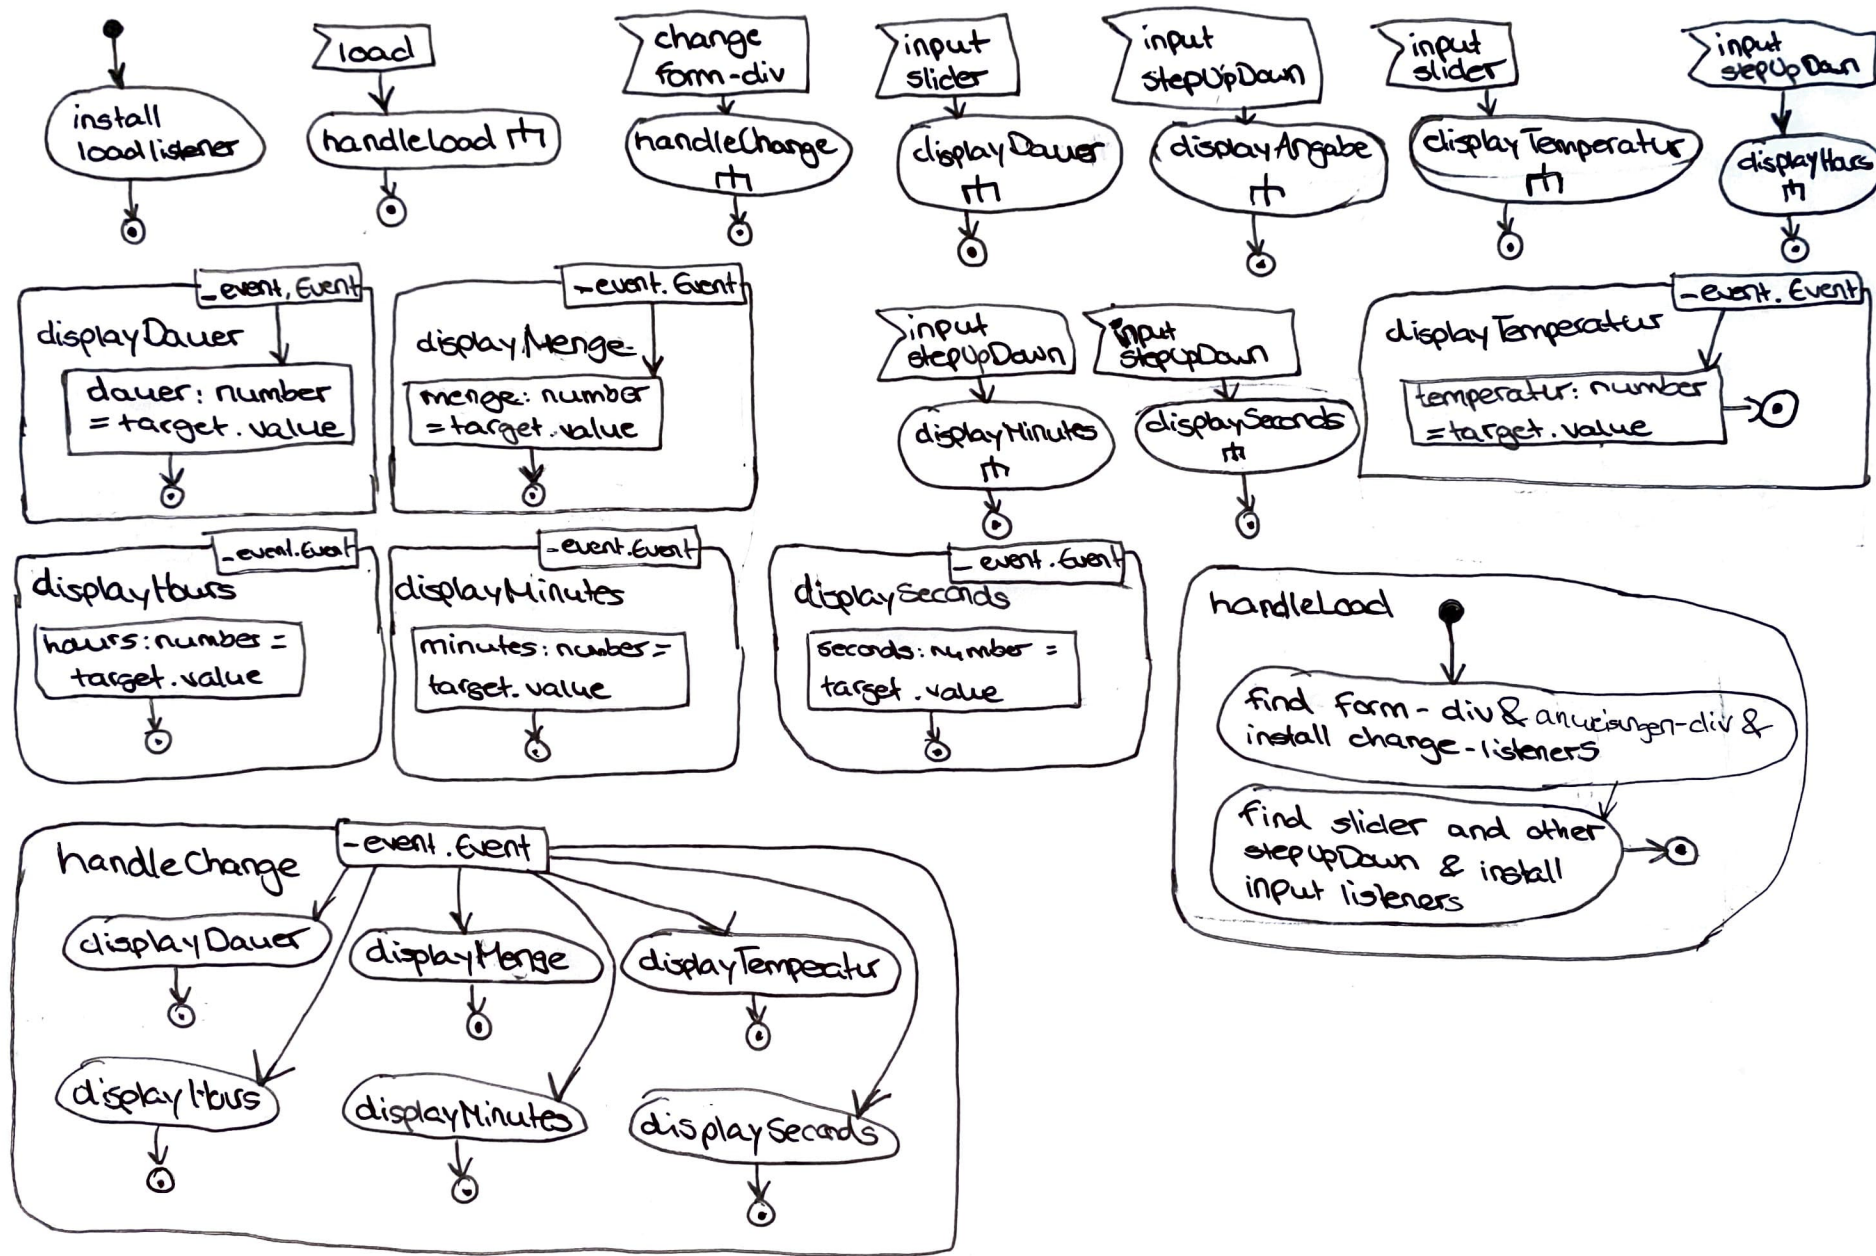 install
loadlistener
load
handleLoad
change
form-div
handleChange
input
slider
displayDauer
input
stepUpDown
displayAngabe
input
slider
displayTemperatur
input
stepUpDown
displayHours
_event.Event
displayDauer
dauer: number
=target.value
_event.Event
displayMenge
menge: number
=target.value
input
stepUpDown
displayMinutes
input
stepUpDown
displaySeconds
_event.Event
displayTemperatur
temperatur: number
=target.value
_event.Event
displayHours
hours:number =
target.value
_event.Event
displayMinutes
minutes:number =
target.value
_event.Event
displaySeconds
seconds:number =
target.value
handleLoad
find form-div & anweisungen-div &
install change-listeners
find slider and other
stepUpDown & install
input listeners
handleChange
_event.Event
displayDauer
displayMenge
displayTemperatur
displayHours
displayMinutes
displaySeconds